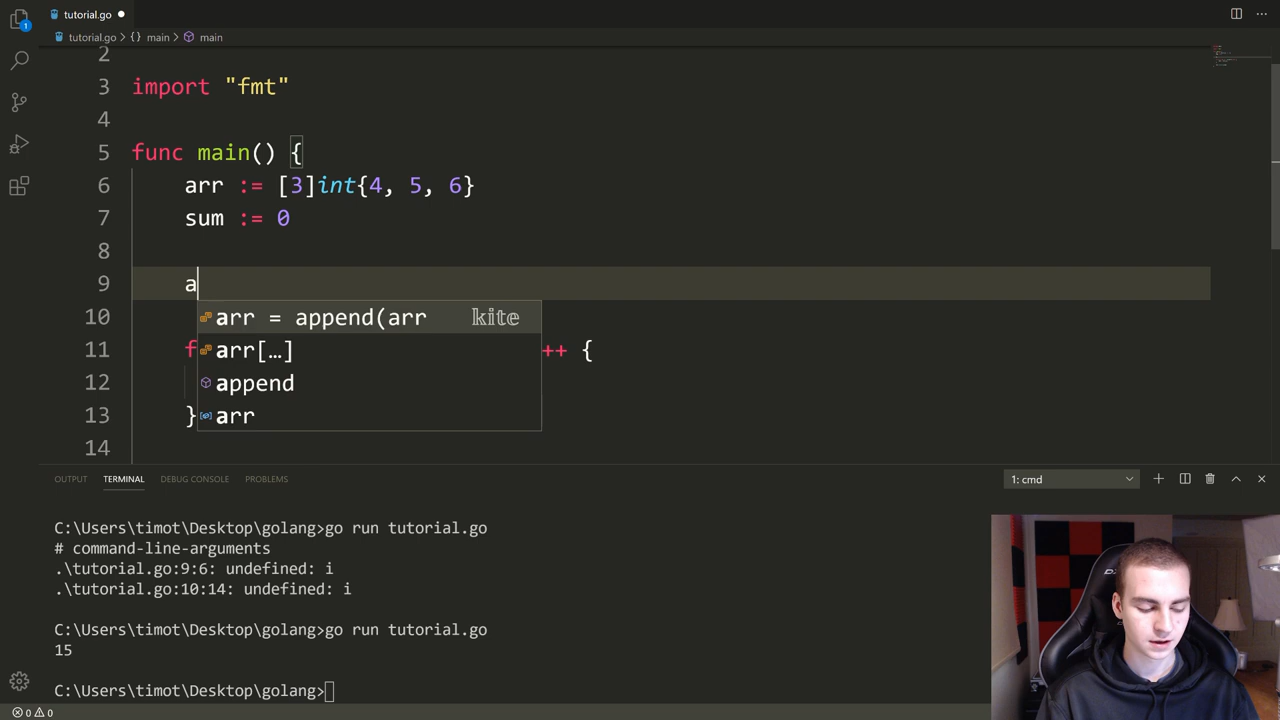 tutorial.go
tutorial.go > {} main > main
1
2
3 import "fmt"
4
5 func main() {
6 arr := [3]int{4, 5, 6}
7 sum := 0
8
9 a
10 arr = append(arr kite
11 f arr[…] ++ {
12 append
13 } arr
14
OUTPUT TERMINAL DEBUG CONSOLE PROBLEMS 1: cmd
C:\Users\timot\Desktop\golang>go run tutorial.go
# command-line-arguments
.\tutorial.go:9:6: undefined: i
.\tutorial.go:10:14: undefined: i
C:\Users\timot\Desktop\golang>go run tutorial.go
15
C:\Users\timot\Desktop\golang>
0 0